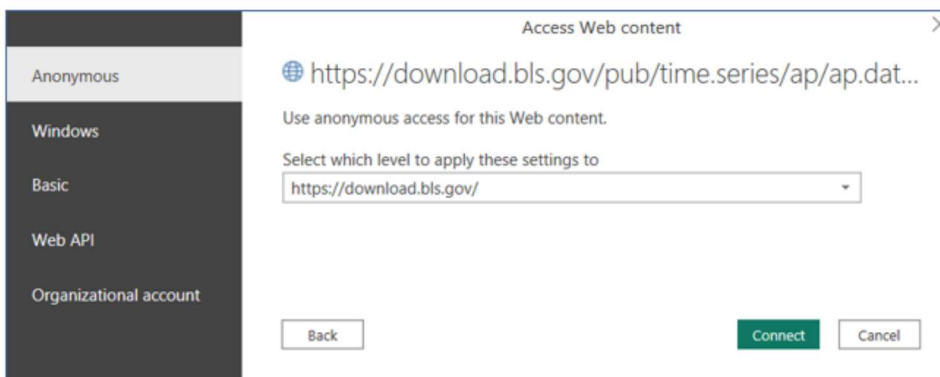 Access Web content
Anonymous
Windows
Basic
Web API
Organizational account
https://download.bls.gov/pub/time.series/ap/ap.dat...
Use anonymous access for this Web content.
Select which level to apply these settings to
https://download.bls.gov/
Back
Connect
Cancel